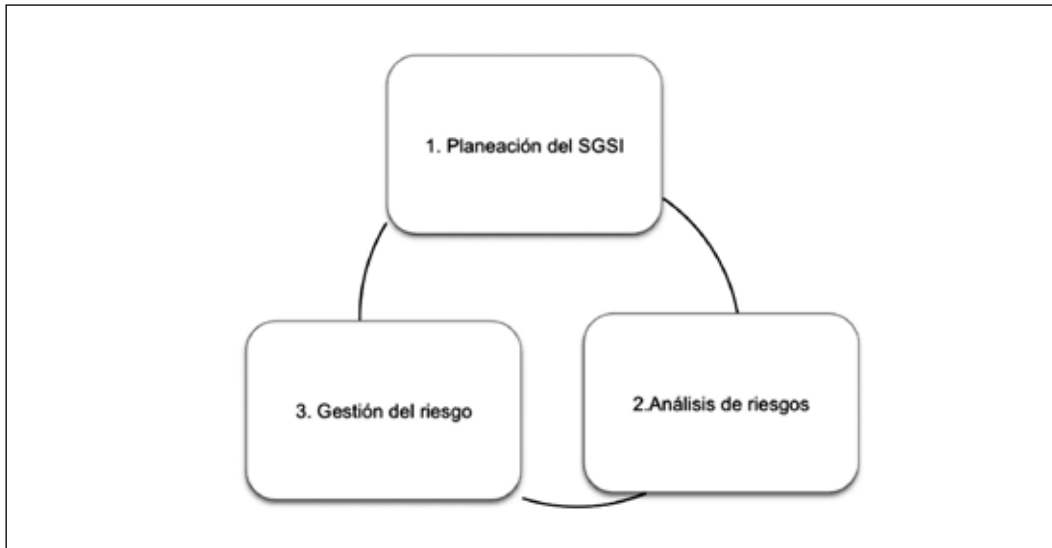 1. Planeación del SGSI
3. Gestión del riesgo
2.Análisis de riesgos